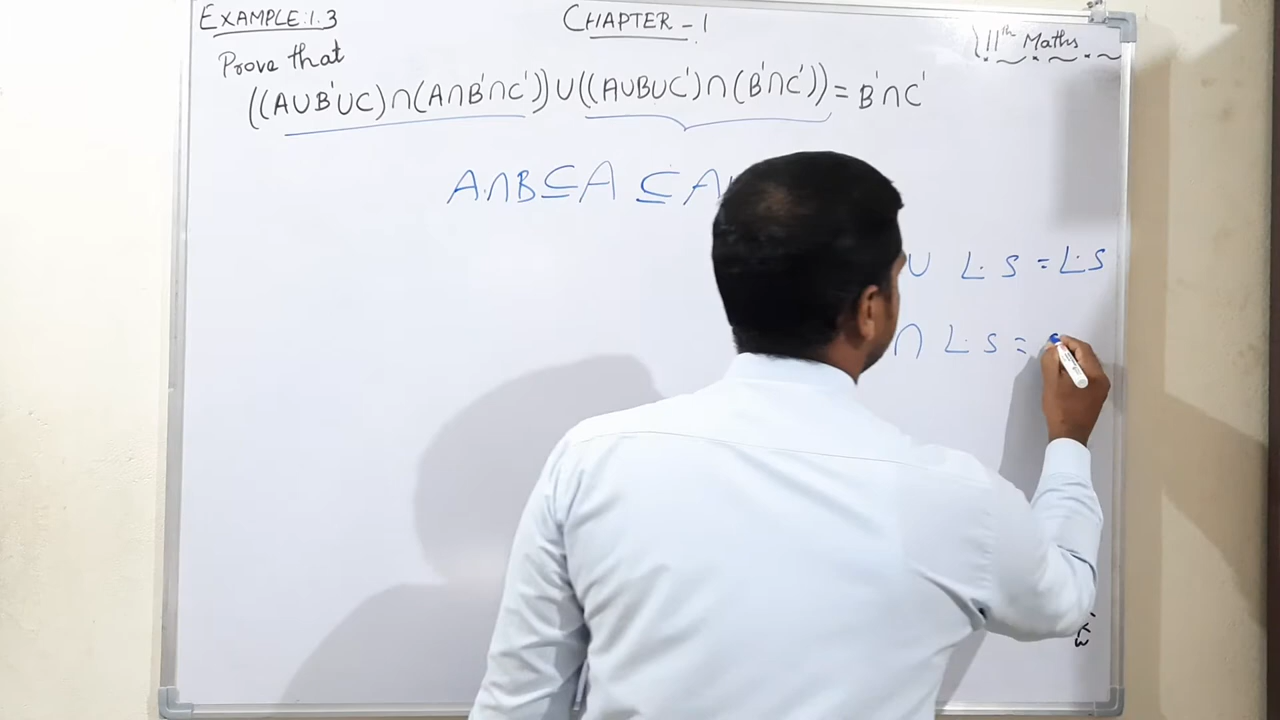 EXAMPLE:1.3
CHAPTER-1
11th Maths
Prove that
((A∪B'∪C)∩(A∩B'∩C'))∪((A∪B∪C')∩(B'∩C'))=B'∩C'
A∩B⊆A ⊆A
∪ L.S = L.S
∩ L.S =